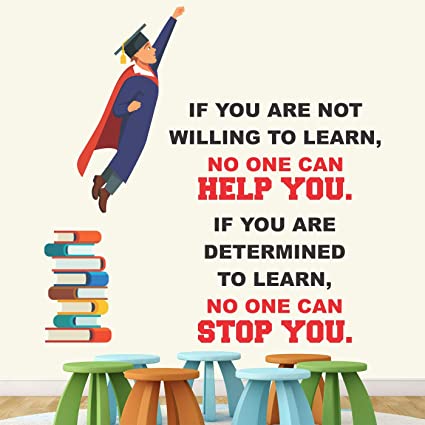 IF YOU ARE NOT
WILLING TO LEARN,
NO ONE CAN
HELP YOU.
IF YOU ARE
DETERMINED
TO LEARN,
NO ONE CAN
STOP YOU.